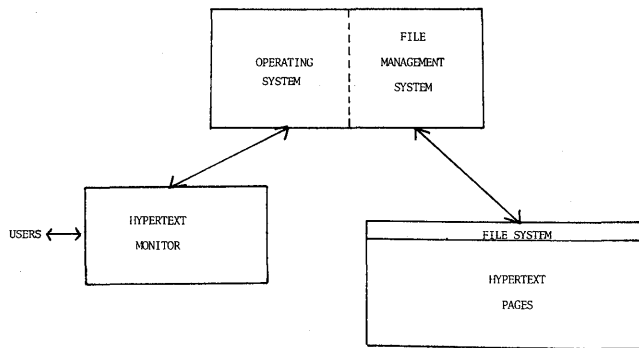 OPERATING
SYSTEM
FILE
MANAGEMENT
SYSTEM
USERS
HYPERTEXT
MONITOR
FILE SYSTEM
HYPERTEXT
PAGES